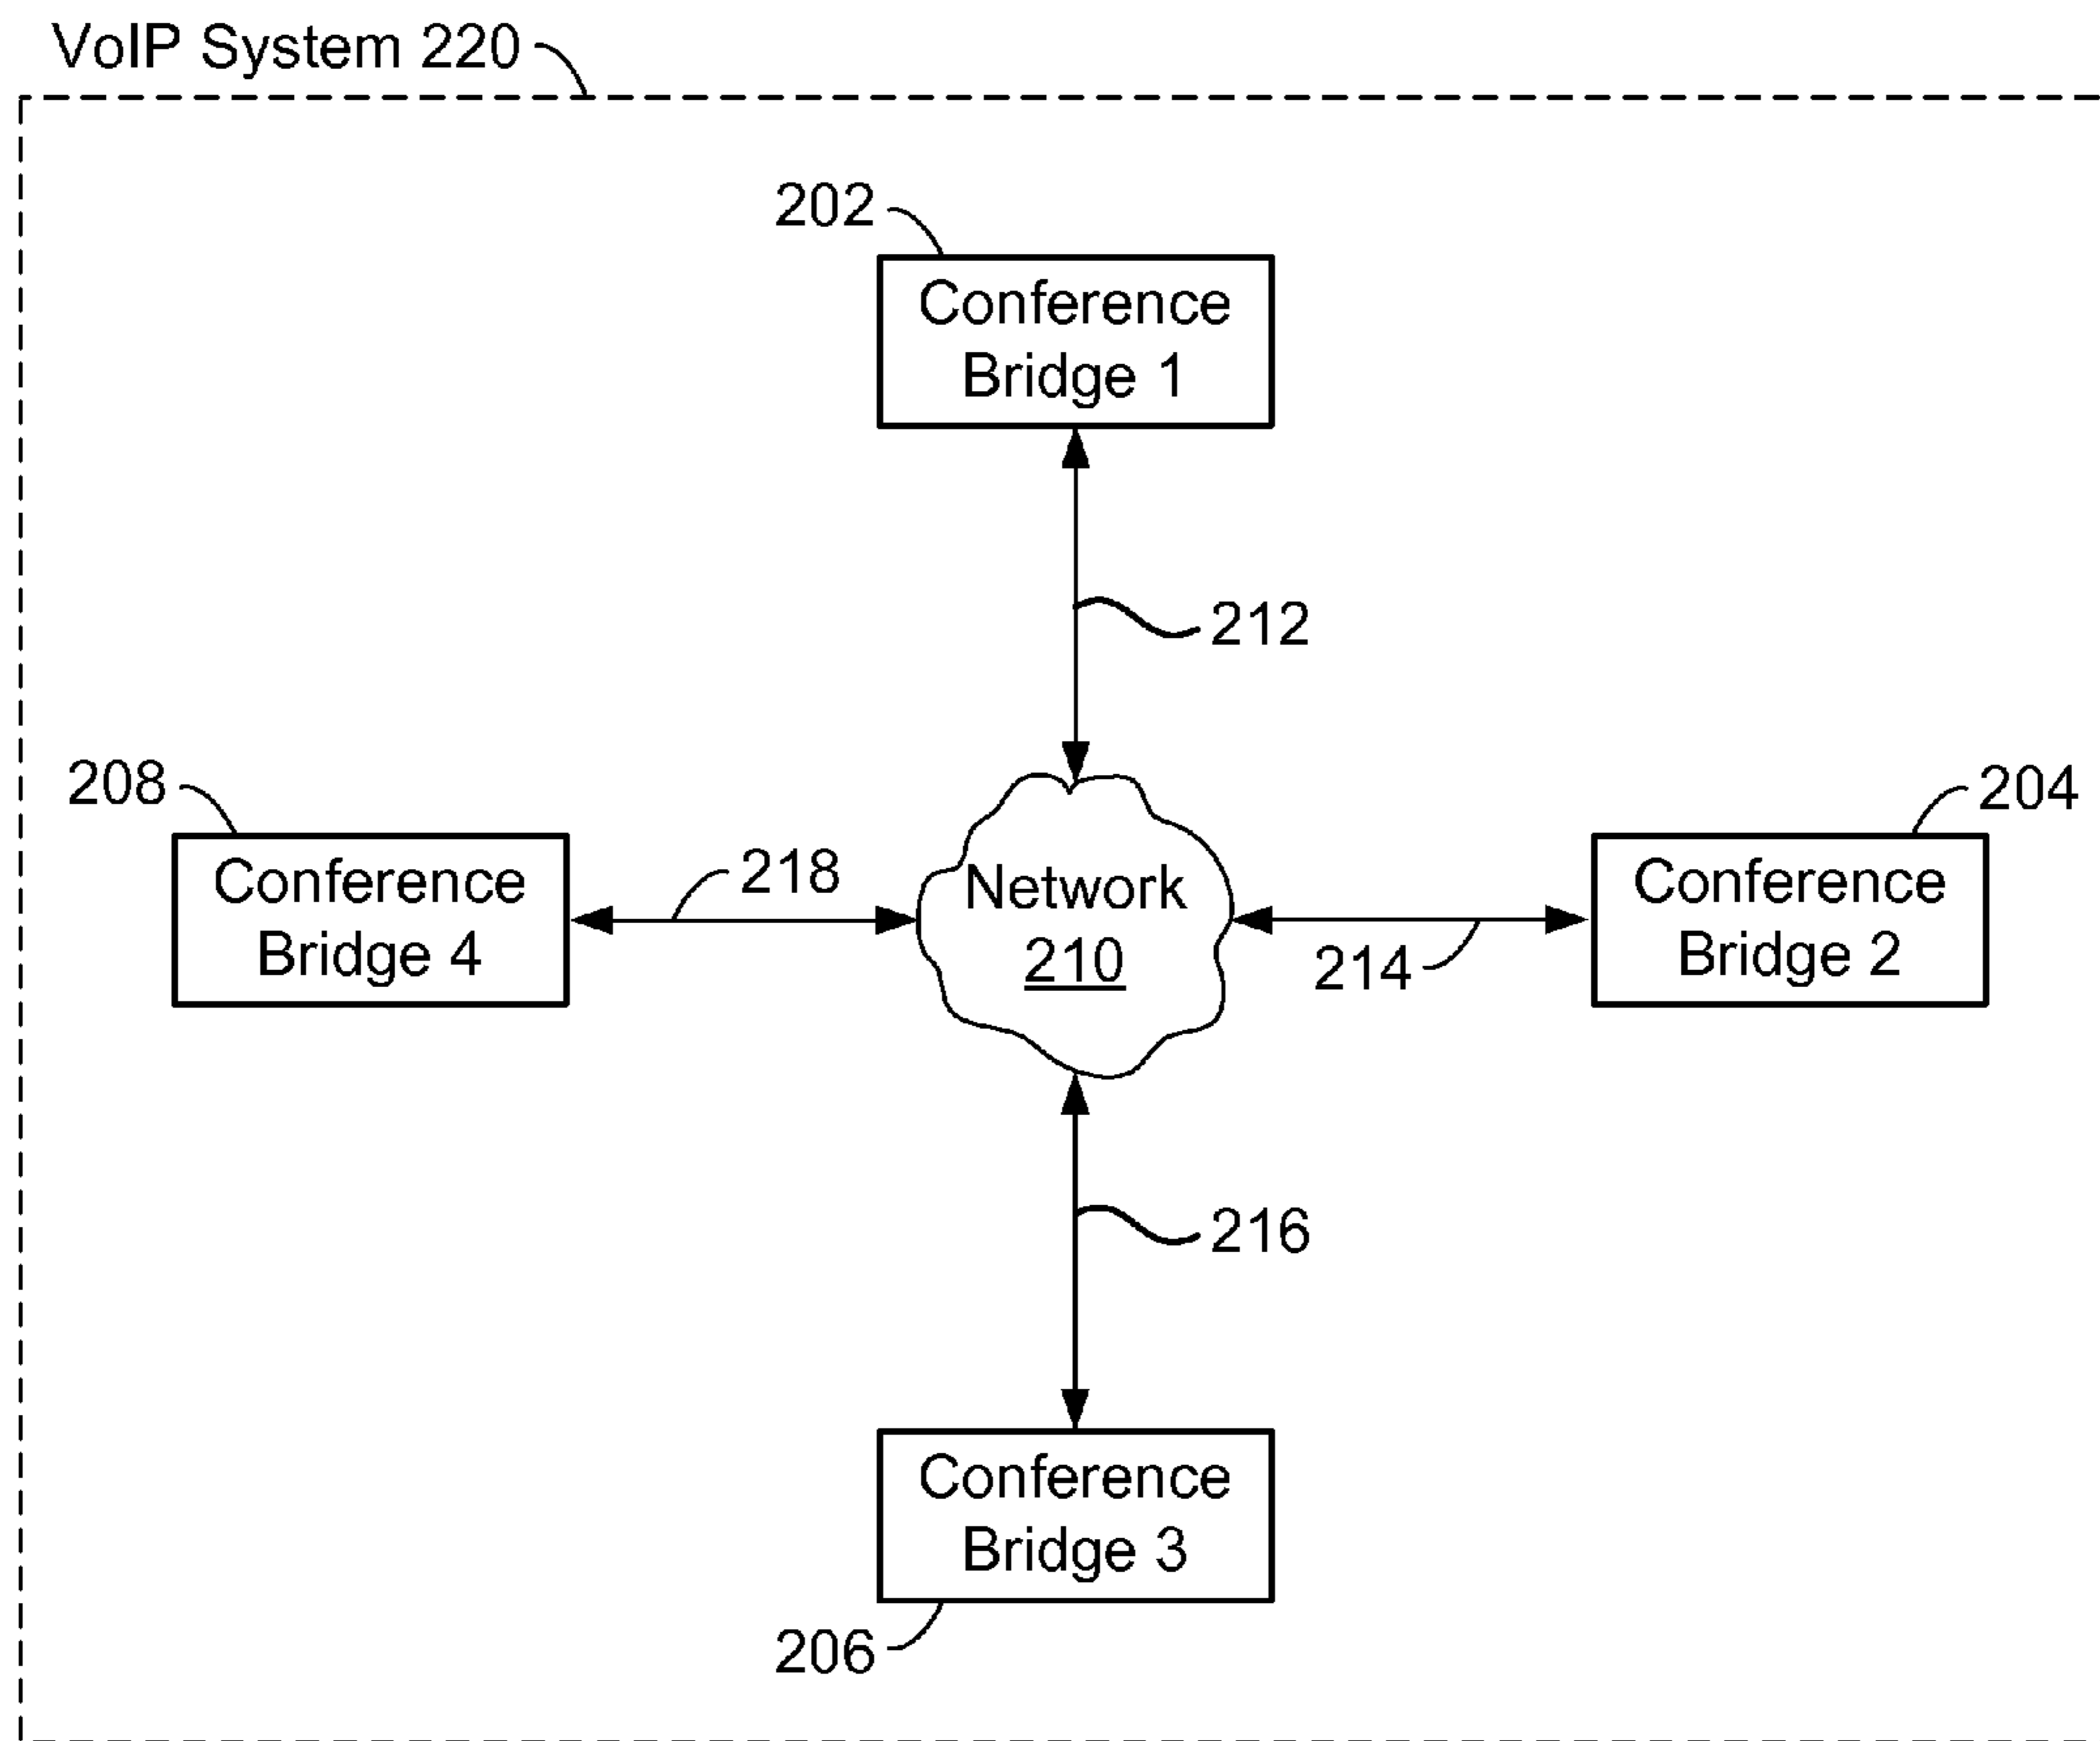 VoIP System 220
202
Conference
Bridge 1
212
208
204
Conference
Bridge 4
218
Network
210
214
Conference
Bridge 2
216
Conference
Bridge 3
206